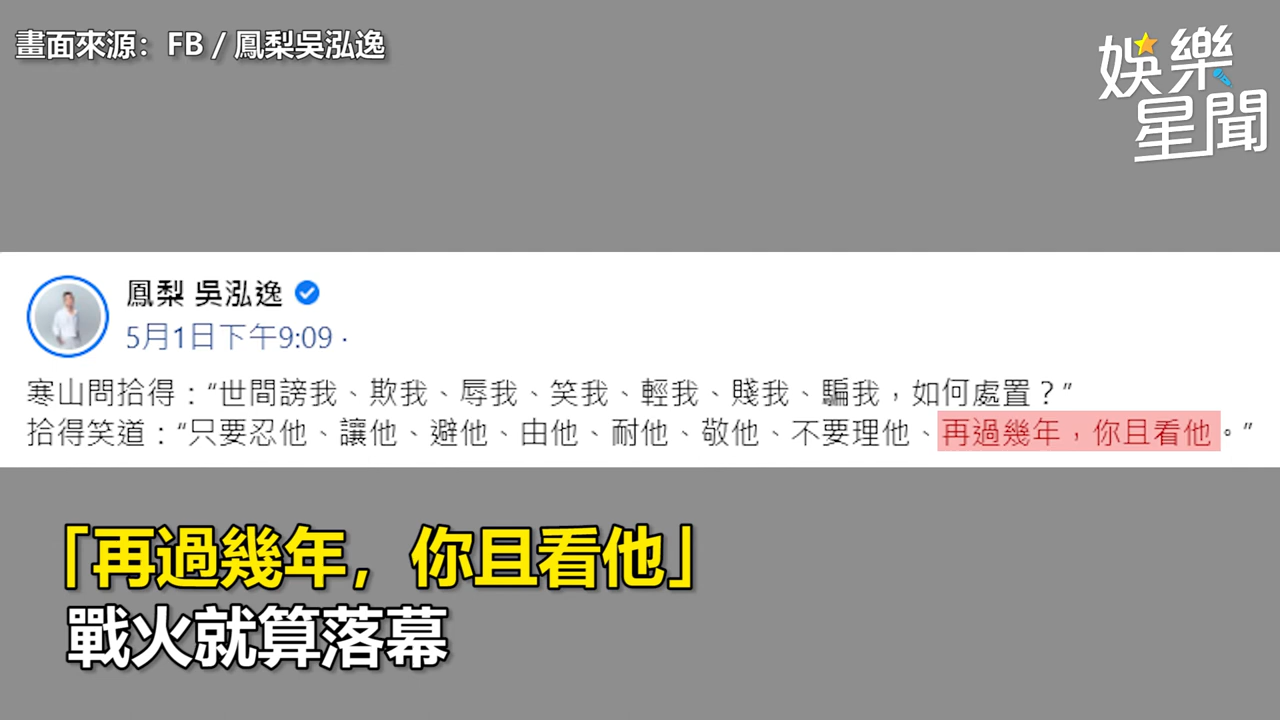 畫面來源：FB / 鳳梨吳泓逸
娛樂
星聞
鳳梨 吳泓逸
5月1日下午9:09 ·
寒山問拾得：“世間謗我、欺我、辱我、笑我、輕我、賤我、騙我，如何處置？”
拾得笑道：“只要忍他、讓他、避他、由他、耐他、敬他、不要理他、再過幾年，你且看他。”
「再過幾年，你且看他」
戰火就算落幕